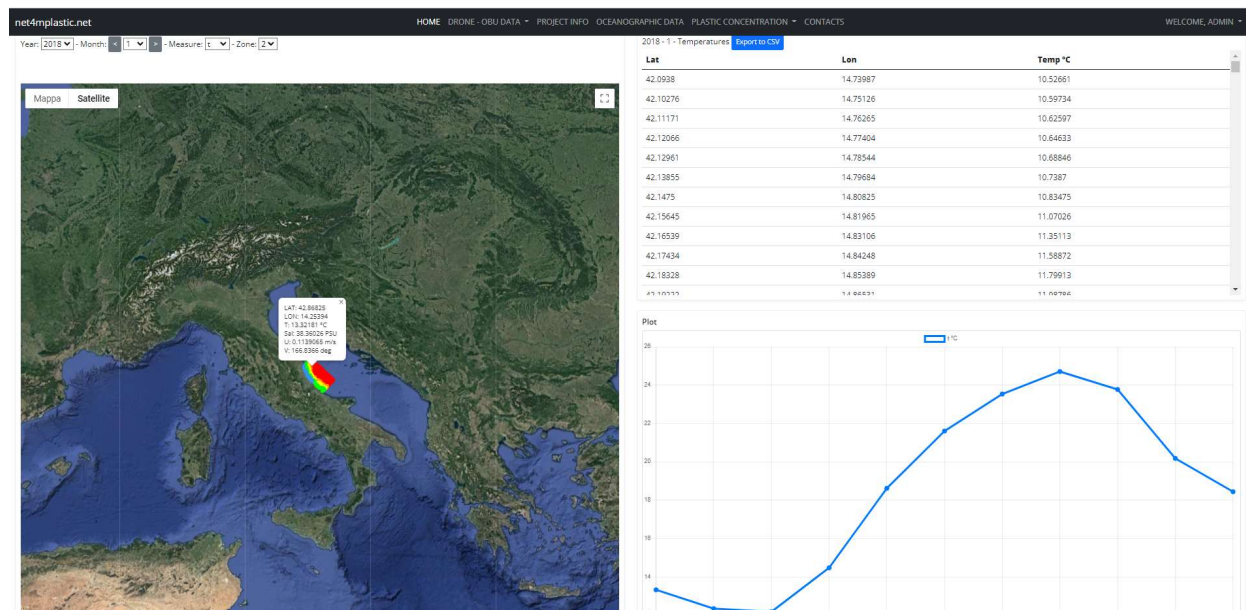 net4mplastic.net HOME DRONE - OBU DATA PROJECT INFO OCEANOGRAPHIC DATA PLASTIC CONCENTRATION CONTACTS WELCOME, ADMIN
Year: 2018 - Month: < 1 > - Measure: t - Zone: 2
Mappa Satellite
LAT: 42.86825
LON: 14.25394
T: 13.32181 °C
Sal: 38.36026 PSU
U: 0.1139065 m/s
V: 166.8366 deg
2018 - 1 - Temperatures Export to CSV
Lat Lon Temp °C
42.0938 14.73987 10.52661
42.10276 14.75126 10.59734
42.11171 14.76265 10.62597
42.12066 14.77404 10.64633
42.12961 14.78544 10.68846
42.13855 14.79684 10.7387
42.1475 14.80825 10.83475
42.15645 14.81965 11.07026
42.16539 14.83106 11.35113
42.17434 14.84248 11.58872
42.18328 14.85389 11.79913
42.19222 14.86531 11.98786
Plot
t °C
26
24
22
20
18
16
14